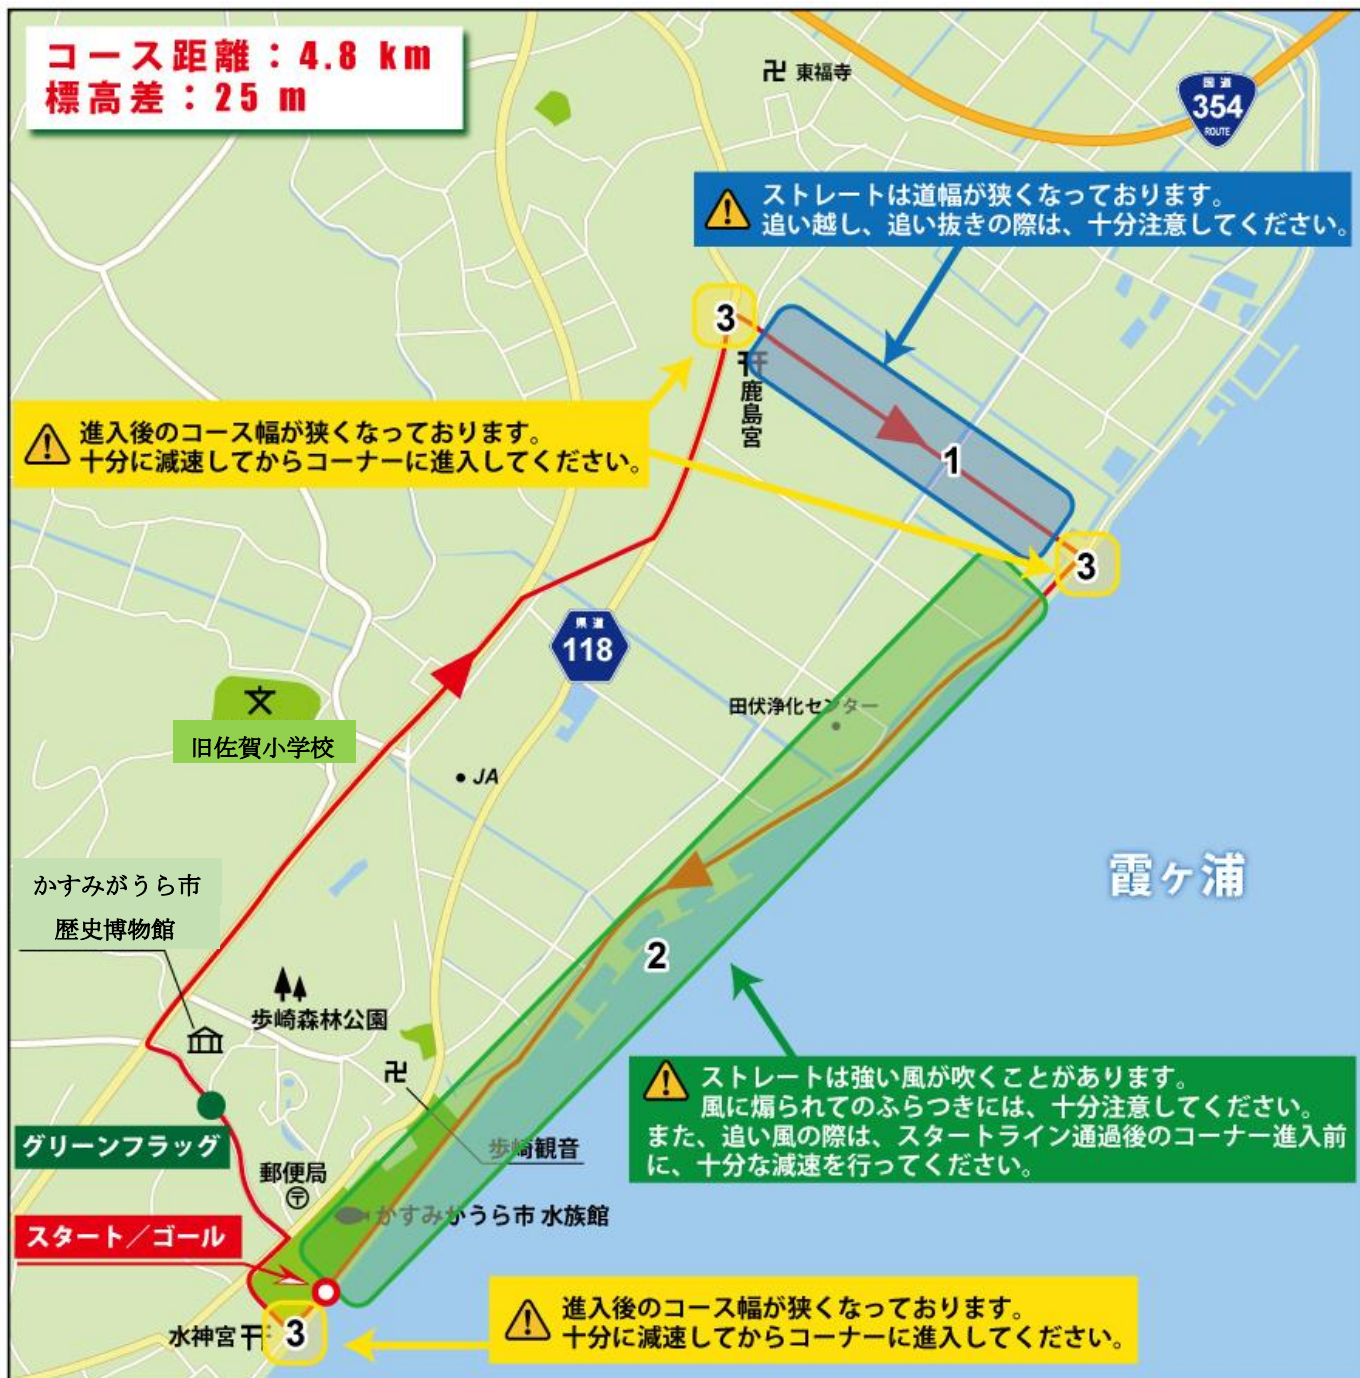 コース距離：4.8 km
標高差：25 m
東福寺
国道
354
ROUTE
ストレートは道幅が狭くなっております。
追い越し、追い抜きの際は、十分注意してください。
3
鹿島宮
進入後のコース幅が狭くなっております。
十分に減速してからコーナーに進入してください。
1
3
県道
118
文
旧佐賀小学校
田伏浄化センター
JA
かすみがうら市
歴史博物館
霞ヶ浦
2
歩崎森林公園
卍
ストレートは強い風が吹くことがあります。
風に煽られてのふらつきには、十分注意してください。
また、追い風の際は、スタートライン通過後のコーナー進入前
に、十分な減速を行ってください。
グリーンフラッグ
歩崎観音
郵便局
〒
かすみがうら市 水族館
スタート／ゴール
進入後のコース幅が狭くなっております。
十分に減速してからコーナーに進入してください。
水神宮
3